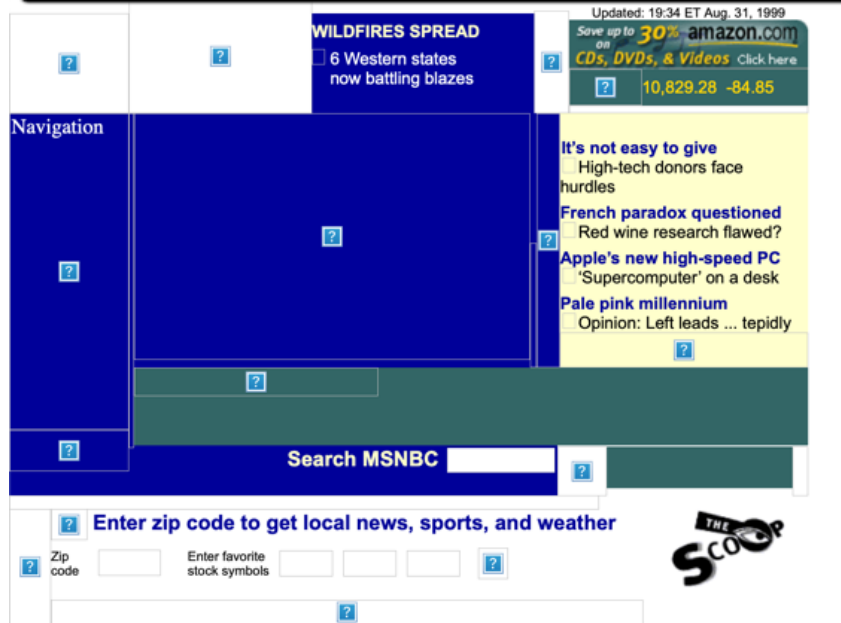 Updated: 19:34 ET Aug. 31, 1999
WILDFIRES SPREAD
6 Western states
now battling blazes
Save up to 30% amazon.com
on
CDs, DVDs, & Videos Click here
10,829.28 -84.85
Navigation
It's not easy to give
High-tech donors face
hurdles
French paradox questioned
Red wine research flawed?
Apple's new high-speed PC
‘Supercomputer’ on a desk
Pale pink millennium
Opinion: Left leads ... tepidly
Search MSNBC
Enter zip code to get local news, sports, and weather
Zip
code
Enter favorite
stock symbols
THE
SCOOP